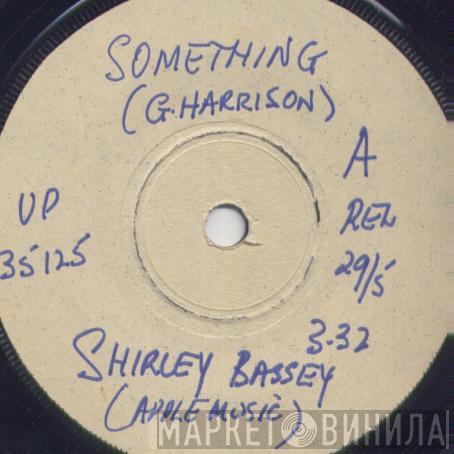 SOMETHING
(G. HARRISON)
A
UP
35125
REL
29/5
3.32
SHIRLEY BASSEY
(APPLE MUSIC)
МАРКЕТ ВИНИЛА